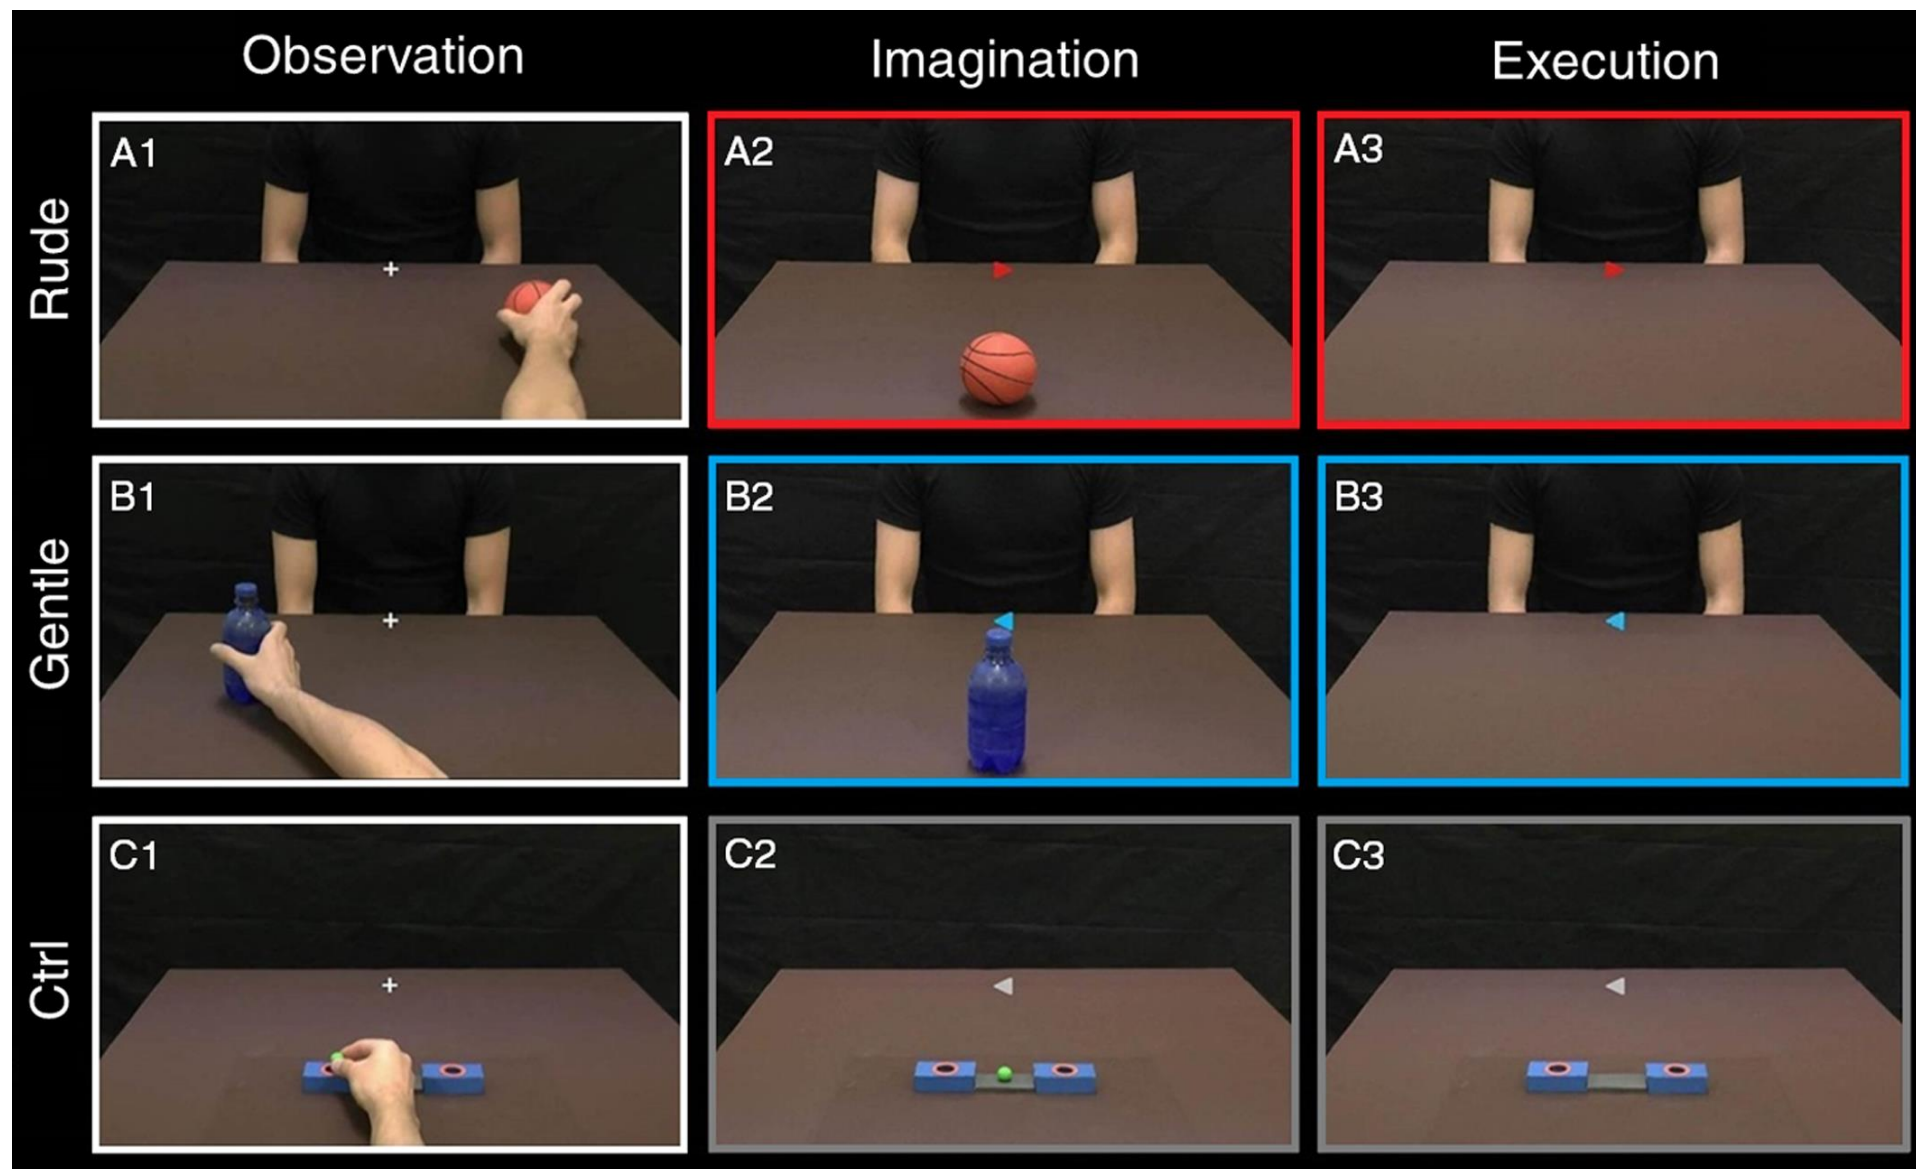 Observation Imagination Execution
Rude
A1 A2 A3
Gentle
B1 B2 B3
Ctrl
C1 C2 C3